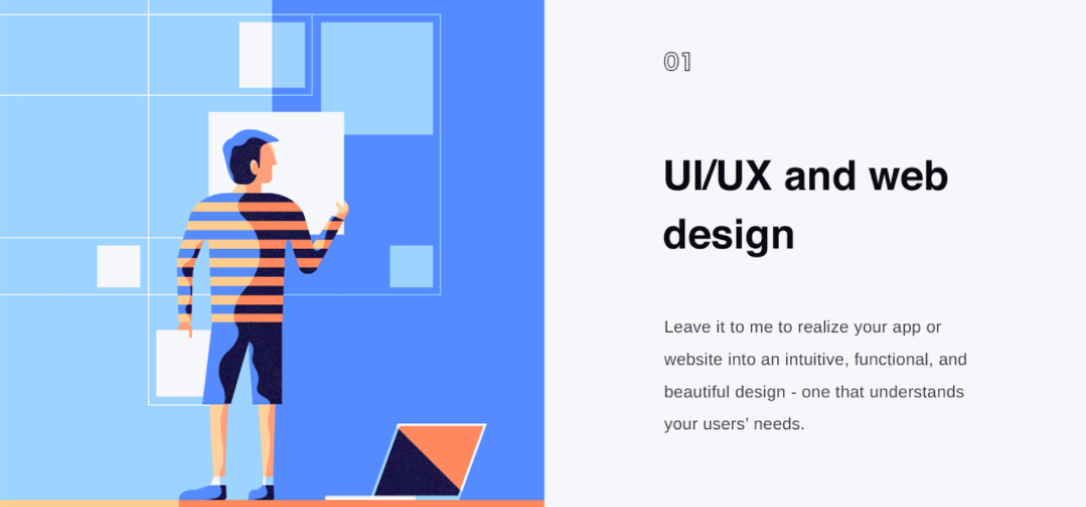 01
UI/UX and web
design
Leave it to me to realize your app or
website into an intuitive, functional, and
beautiful design - one that understands
your users’ needs.